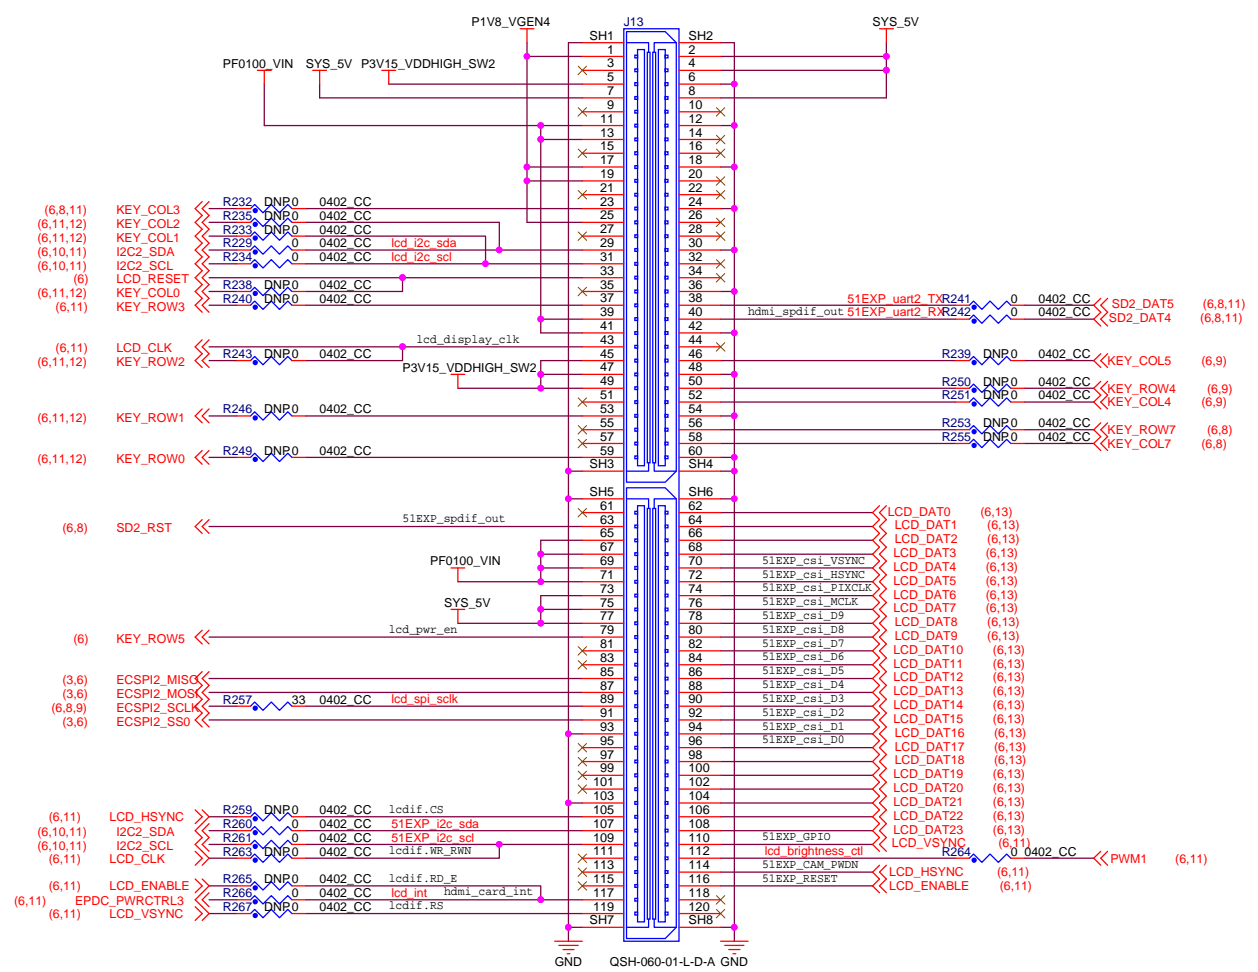 P1V8_VGEN4 J13 SYS_5V
SH1 SH2
1 2
PF0100_VIN SYS_5V P3V15_VDDHIGH_SW2 3 4
5 6
7 8
9 10
11 12
13 14
15 16
17 18
19 20
21 22
(6,8,11) KEY_COL3 R232 DNP 0 0402_CC 23 24
(6,11,12) KEY_COL2 R235 DNP 0 0402_CC 25 26
(6,11,12) KEY_COL1 R233 DNP 0 0402_CC 27 28
(6,10,11) I2C2_SDA R229 0 0402_CC lcd_i2c_sda 29 30
(6,10,11) I2C2_SCL R234 0 0402_CC lcd_i2c_scl 31 32
(6) LCD_RESET 33 34
(6,11,12) KEY_COL0 R238 DNP 0 0402_CC 35 36
(6,11) KEY_ROW3 R240 DNP 0 0402_CC 37 38 51EXP_uart2_TX R241 0 0402_CC SD2_DAT5 (6,8,11)
39 40 hdmi_spdif_out 51EXP_uart2_RX R242 0 0402_CC SD2_DAT4 (6,8,11)
41 42
(6,11) LCD_CLK lcd_display_clk 43 44
(6,11,12) KEY_ROW2 R243 DNP 0 0402_CC 45 46 R239 DNP 0 0402_CC KEY_COL5 (6,9)
P3V15_VDDHIGH_SW2 47 48
49 50 R250 DNP 0 0402_CC KEY_ROW4 (6,9)
51 52 R251 DNP 0 0402_CC KEY_COL4 (6,9)
(6,11,12) KEY_ROW1 R246 DNP 0 0402_CC 53 54
55 56 R253 DNP 0 0402_CC KEY_ROW7 (6,8)
57 58 R255 DNP 0 0402_CC KEY_COL7 (6,8)
(6,11,12) KEY_ROW0 R249 DNP 0 0402_CC 59 60
SH3 SH4
SH5 SH6
61 62 LCD_DAT0 (6,13)
(6,8) SD2_RST 51EXP_spdif_out 63 64 LCD_DAT1 (6,13)
65 66 LCD_DAT2 (6,13)
67 68 LCD_DAT3 (6,13)
PF0100_VIN 69 70 51EXP_csi_VSYNC LCD_DAT4 (6,13)
71 72 51EXP_csi_HSYNC LCD_DAT5 (6,13)
73 74 51EXP_csi_PIXCLK LCD_DAT6 (6,13)
SYS_5V 75 76 51EXP_csi_MCLK LCD_DAT7 (6,13)
77 78 51EXP_csi_D9 LCD_DAT8 (6,13)
(6) KEY_ROW5 lcd_pwr_en 79 80 51EXP_csi_D8 LCD_DAT9 (6,13)
81 82 51EXP_csi_D7 LCD_DAT10 (6,13)
83 84 51EXP_csi_D6 LCD_DAT11 (6,13)
(3,6) ECSPI2_MISO 85 86 51EXP_csi_D5 LCD_DAT12 (6,13)
(3,6) ECSPI2_MOSI 87 88 51EXP_csi_D4 LCD_DAT13 (6,13)
(6,8,9) ECSPI2_SCLK R257 33 0402_CC lcd_spi_sclk 89 90 51EXP_csi_D3 LCD_DAT14 (6,13)
(3,6) ECSPI2_SS0 91 92 51EXP_csi_D2 LCD_DAT15 (6,13)
93 94 51EXP_csi_D1 LCD_DAT16 (6,13)
95 96 51EXP_csi_D0 LCD_DAT17 (6,13)
97 98 LCD_DAT18 (6,13)
99 100 LCD_DAT19 (6,13)
101 102 LCD_DAT20 (6,13)
103 104 LCD_DAT21 (6,13)
(6,11) LCD_HSYNC R259 DNP 0 0402_CC lcdif.CS 105 106 LCD_DAT22 (6,13)
(6,10,11) I2C2_SDA R260 0 0402_CC 51EXP_i2c_sda 107 108 LCD_DAT23 (6,13)
(6,10,11) I2C2_SCL R261 0 0402_CC 51EXP_i2c_scl 109 110 51EXP_GPIO LCD_VSYNC (6,11)
(6,11) LCD_CLK R263 DNP 0 0402_CC lcdif.WR_RWN 111 112 lcd_brightness_ctl R264 0 0402_CC PWM1 (6,11)
113 114 51EXP_CAM_PWDN LCD_HSYNC (6,11)
(6,11) LCD_ENABLE R265 DNP 0 0402_CC lcdif.RD_E 115 116 51EXP_RESET LCD_ENABLE (6,11)
(6,11) EPDC_PWRCTRL3 R266 0 0402_CC lcd_int hdmi_card_int 117 118
(6,11) LCD_VSYNC R267 DNP 0 0402_CC lcdif.RS 119 120
SH7 SH8
GND QSH-060-01-L-D-A GND